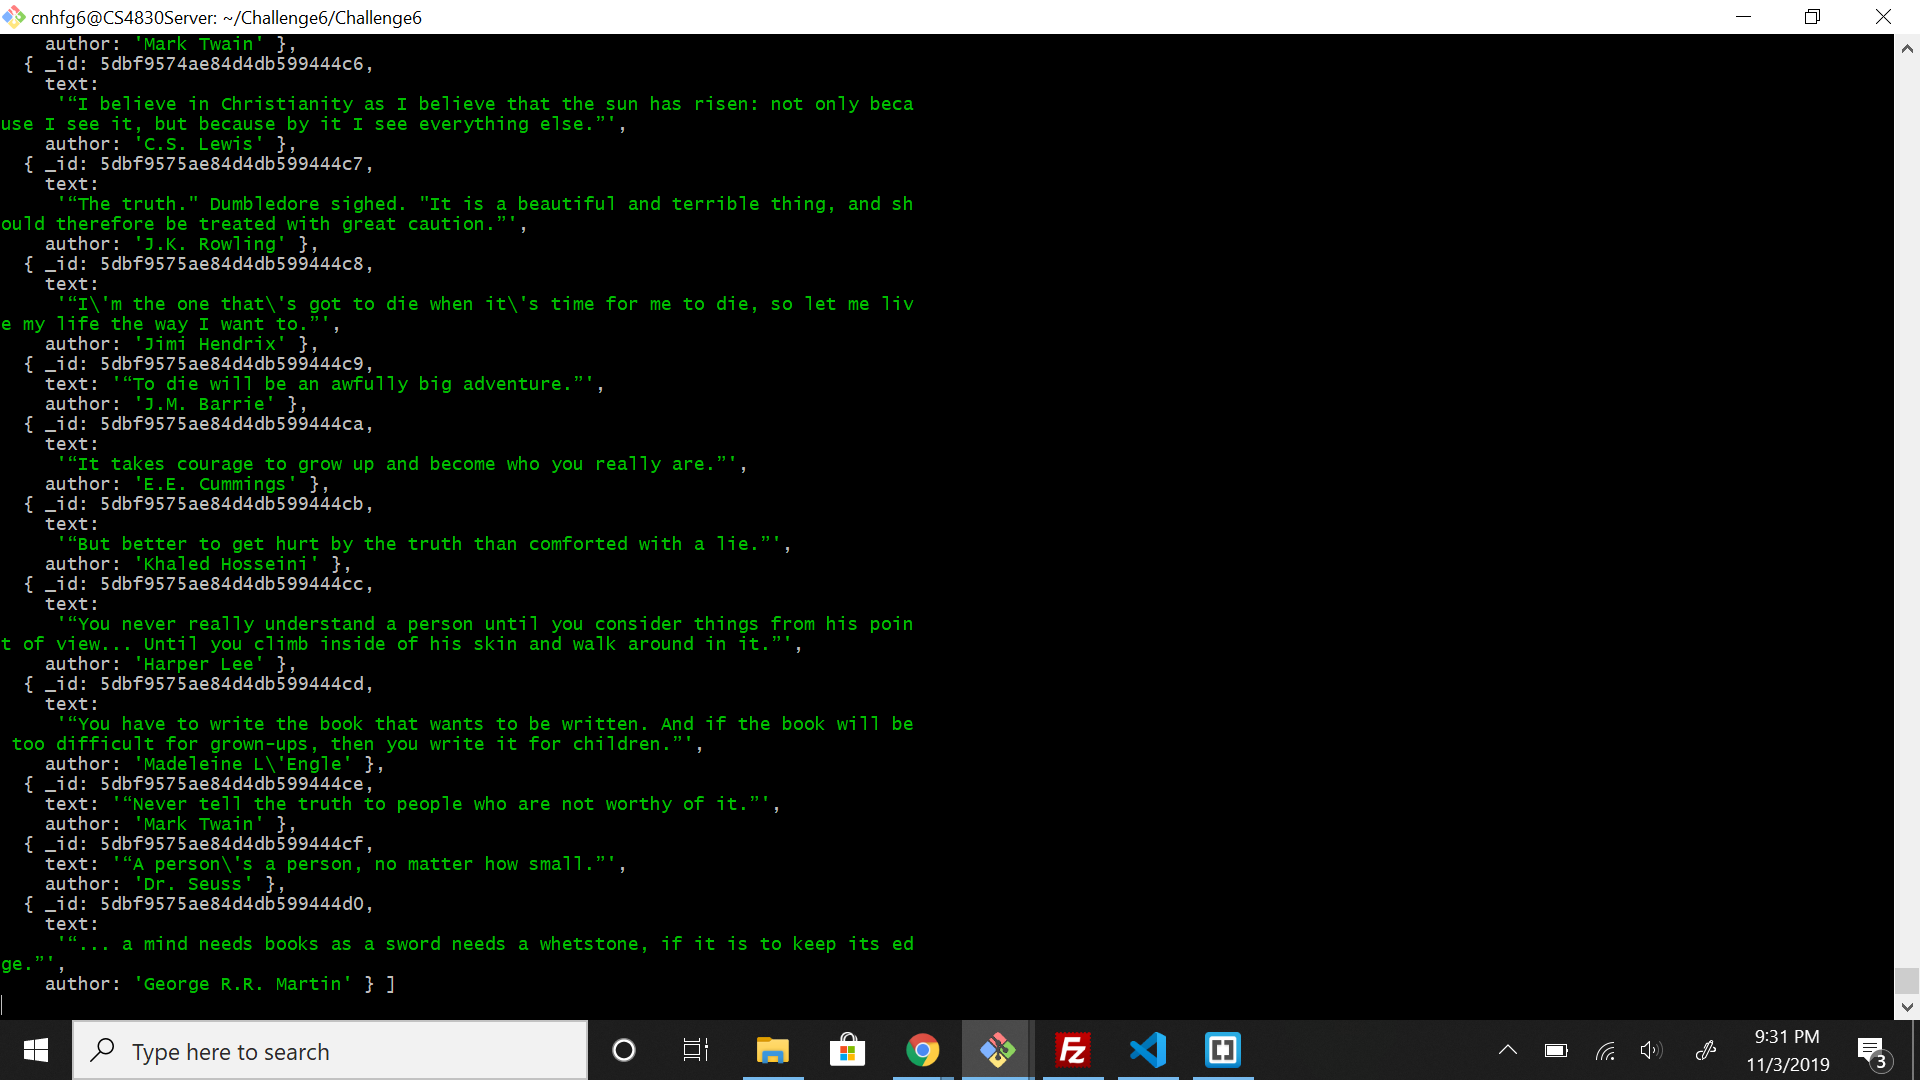 cnhfg6@CS4830Server: ~/Challenge6/Challenge6
author: 'Mark Twain' },
{ _id: 5dbf9574ae84d4db599444c6,
text:
'“I believe in Christianity as I believe that the sun has risen: not only beca
use I see it, but because by it I see everything else.”',
author: 'C.S. Lewis' },
{ _id: 5dbf9575ae84d4db599444c7,
text:
'“The truth." Dumbledore sighed. "It is a beautiful and terrible thing, and sh
ould therefore be treated with great caution.”',
author: 'J.K. Rowling' },
{ _id: 5dbf9575ae84d4db599444c8,
text:
'“I\'m the one that\'s got to die when it\'s time for me to die, so let me liv
e my life the way I want to.”',
author: 'Jimi Hendrix' },
{ _id: 5dbf9575ae84d4db599444c9,
text: '“To die will be an awfully big adventure.”',
author: 'J.M. Barrie' },
{ _id: 5dbf9575ae84d4db599444ca,
text:
'“It takes courage to grow up and become who you really are.”',
author: 'E.E. Cummings' },
{ _id: 5dbf9575ae84d4db599444cb,
text:
'“But better to get hurt by the truth than comforted with a lie.”',
author: 'Khaled Hosseini' },
{ _id: 5dbf9575ae84d4db599444cc,
text:
'“You never really understand a person until you consider things from his poin
t of view... Until you climb inside of his skin and walk around in it.”',
author: 'Harper Lee' },
{ _id: 5dbf9575ae84d4db599444cd,
text:
'“You have to write the book that wants to be written. And if the book will be
too difficult for grown-ups, then you write it for children.”',
author: 'Madeleine L\'Engle' },
{ _id: 5dbf9575ae84d4db599444ce,
text: '“Never tell the truth to people who are not worthy of it.”',
author: 'Mark Twain' },
{ _id: 5dbf9575ae84d4db599444cf,
text: '“A person\'s a person, no matter how small.”',
author: 'Dr. Seuss' },
{ _id: 5dbf9575ae84d4db599444d0,
text:
'“... a mind needs books as a sword needs a whetstone, if it is to keep its ed
ge.”',
author: 'George R.R. Martin' } ]
Type here to search
Fz
9:31 PM
11/3/2019
3